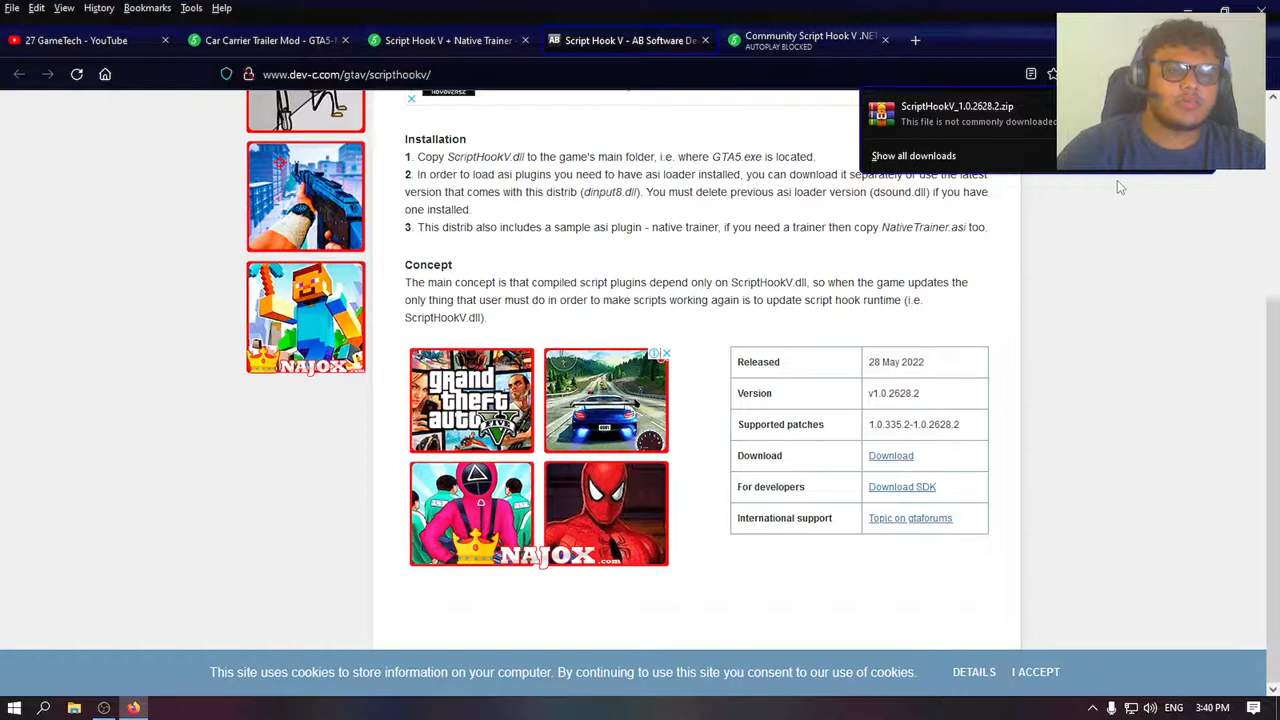 File Edit View History Bookmarks Tools Help
27 GameTech - YouTube
Car Carrier Trailer Mod - GTA5-
Script Hook V + Native Trainer -
AB Script Hook V - AB Software De
Community Script Hook V .NET
AUTOPLAY BLOCKED
www.dev-c.com/gtav/scripthookv/
ScriptHookV_1.0.2628.2.zip
This file is not commonly downloaded
Show all downloads
Installation
1. Copy ScriptHookV.dll to the game's main folder, i.e. where GTA5.exe is located.
2. In order to load asi plugins you need to have asi loader installed, you can download it separately or use the latest
version that comes with this distrib (dinput8.dll). You must delete previous asi loader version (dsound.dll) if you have
one installed.
3. This distrib also includes a sample asi plugin - native trainer, if you need a trainer then copy NativeTrainer.asi too.
Concept
The main concept is that compiled script plugins depend only on ScriptHookV.dll, so when the game updates the
only thing that user must do in order to make scripts working again is to update script hook runtime (i.e.
ScriptHookV.dll).
NAJOX.com
grand
theft
auto V
FIVE
NAJOX.com
Released 28 May 2022
Version v1.0.2628.2
Supported patches 1.0.335.2-1.0.2628.2
Download Download
For developers Download SDK
International support Topic on gtaforums
This site uses cookies to store information on your computer. By continuing to use this site you consent to our use of cookies. DETAILS I ACCEPT
ENG 3:40 PM